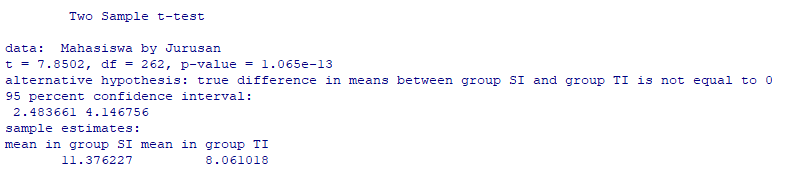 Two Sample t-test
data:  Mahasiswa by Jurusan
t = 7.8502, df = 262, p-value = 1.065e-13
alternative hypothesis: true difference in means between group SI and group TI is not equal to 0
95 percent confidence interval:
 2.483661 4.146756
sample estimates:
mean in group SI mean in group TI
       11.376227         8.061018